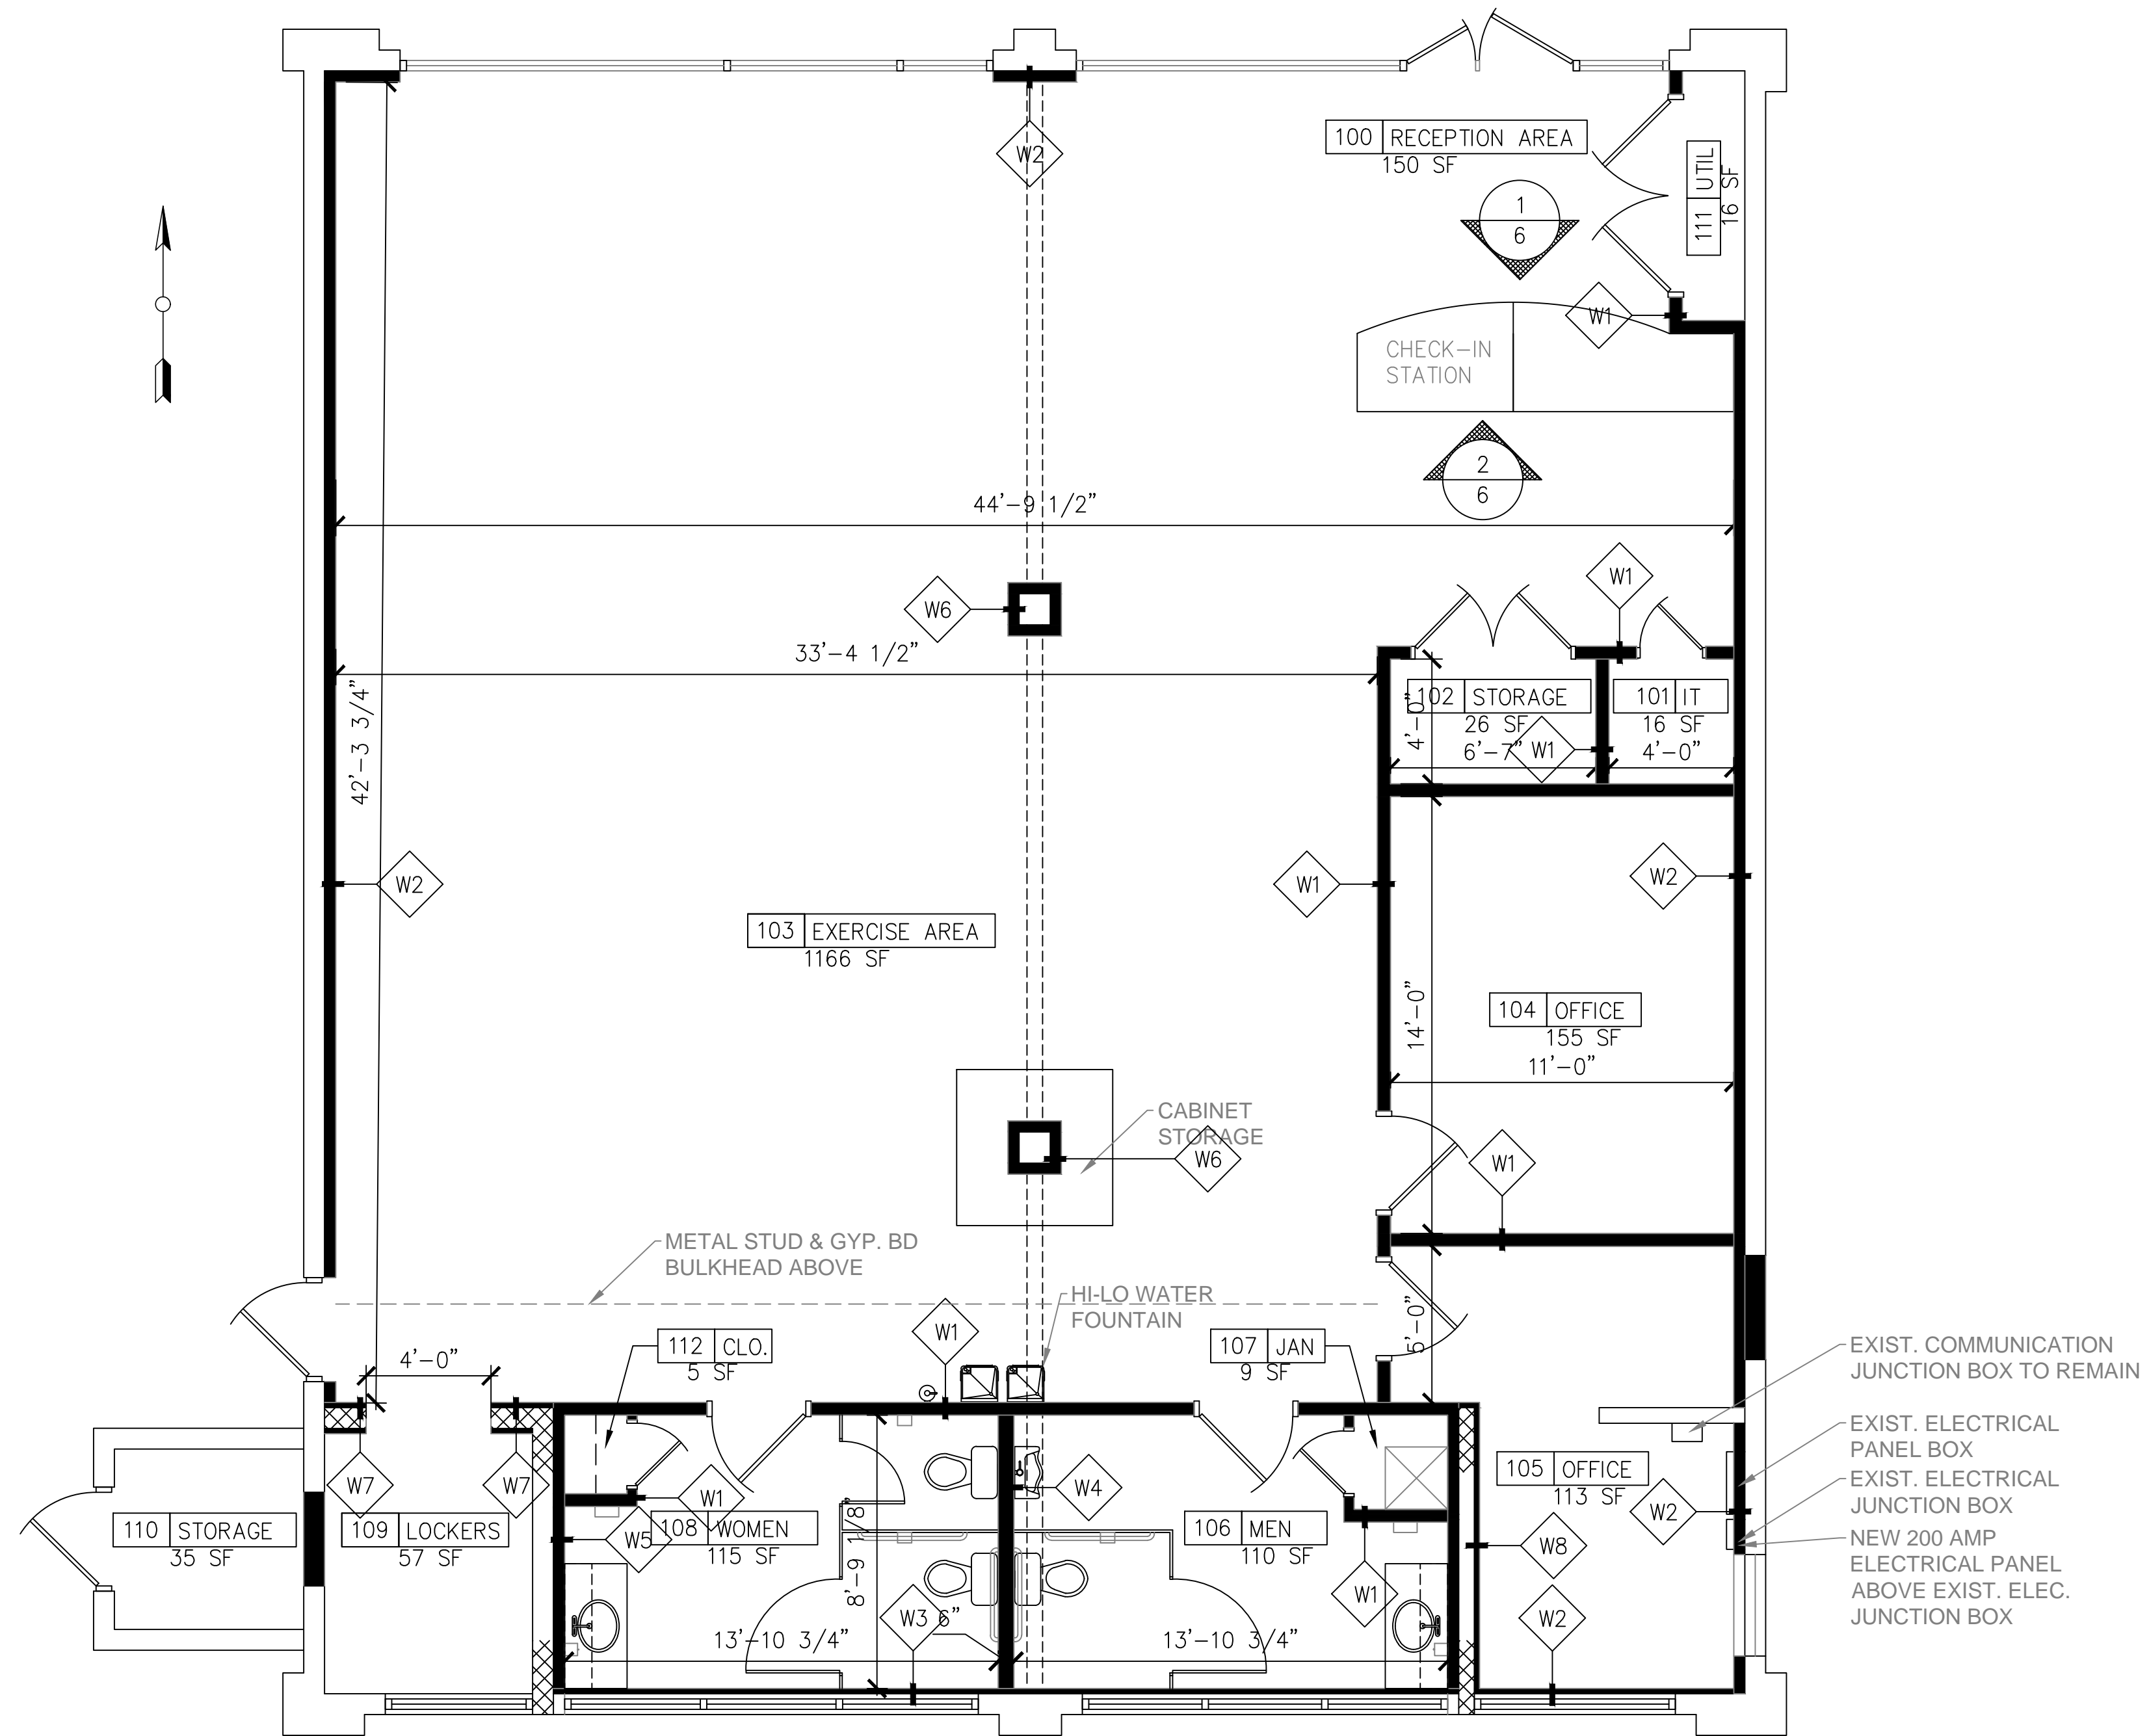 W2
100 RECEPTION AREA
150 SF
111 UTIL
16 SF
1
6
W1
CHECK-IN
STATION
2
6
44'-9 1/2"
W1
W6
33'-4 1/2"
42'-3 3/4"
102 STORAGE
26 SF
6'-7"
4'-0"
W1
101 IT
16 SF
4'-0"
W2
W1
W2
103 EXERCISE AREA
1166 SF
104 OFFICE
155 SF
11'-0"
14'-0"
CABINET
STORAGE
W6
W1
METAL STUD & GYP. BD
BULKHEAD ABOVE
HI-LO WATER
FOUNTAIN
5'-0"
4'-0"
112 CLO.
5 SF
W1
107 JAN
9 SF
EXIST. COMMUNICATION
JUNCTION BOX TO REMAIN
EXIST. ELECTRICAL
PANEL BOX
EXIST. ELECTRICAL
JUNCTION BOX
NEW 200 AMP
ELECTRICAL PANEL
ABOVE EXIST. ELEC.
JUNCTION BOX
W7
W7
W1
W4
105 OFFICE
113 SF
W2
110 STORAGE
35 SF
109 LOCKERS
57 SF
W5
108 WOMEN
115 SF
8'-9 1/8"
106 MEN
110 SF
W8
W1
W3
6"
W2
13'-10 3/4"
13'-10 3/4"